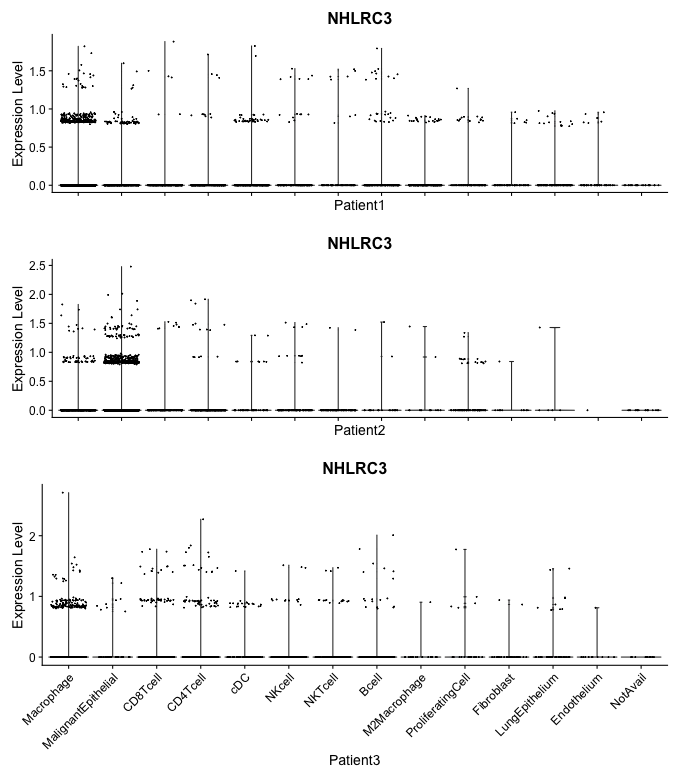 NHLRC3
Expression Level
1.5
1.0
0.5
0.0
Patient1
NHLRC3
Expression Level
2.5
2.0
1.5
1.0
0.5
0.0
Patient2
NHLRC3
Expression Level
2
1
0
Macrophage
MalignantEpithelial
CD8Tcell
CD4Tcell
cDC
NKcell
NKTcell
Bcell
M2Macrophage
ProliferatingCell
Fibroblast
LungEpithelium
Endothelium
NotAvail
Patient3